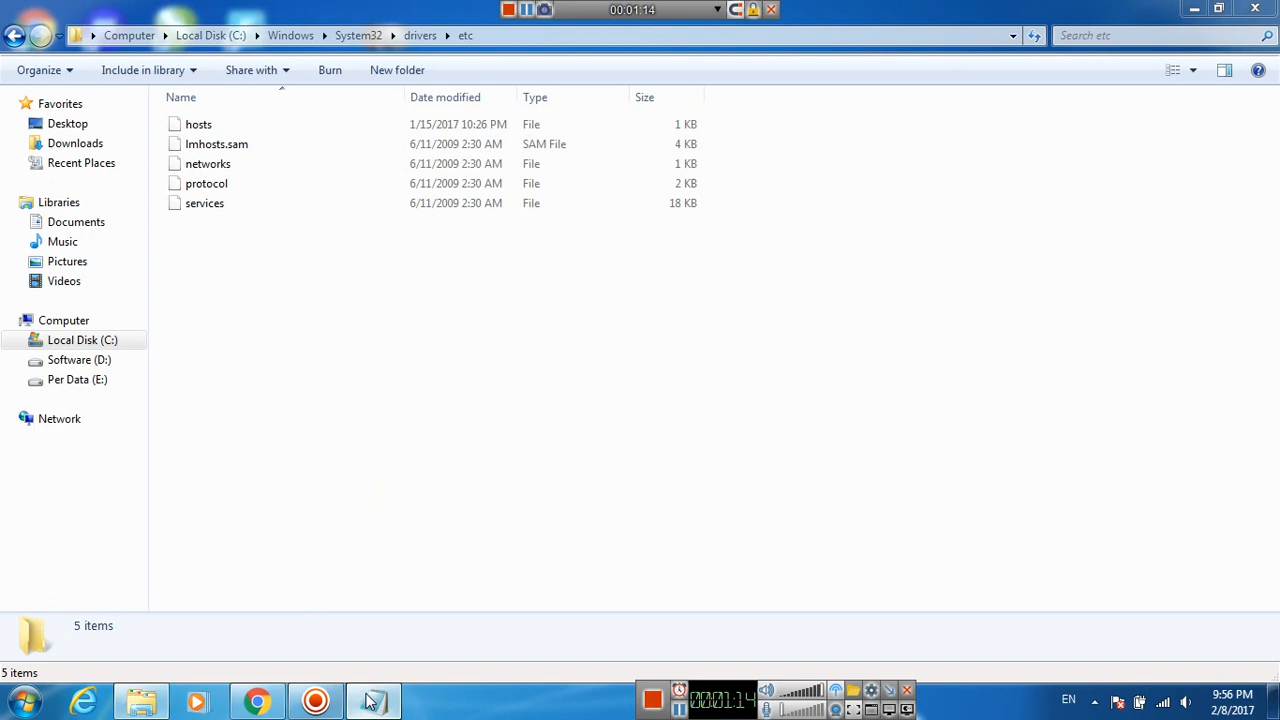 00:01:14
Computer Local Disk (C:) Windows System32 drivers etc
Search etc
Organize Include in library Share with Burn New folder
Name Date modified Type Size
Favorites
Desktop
Downloads
Recent Places
Libraries
Documents
Music
Pictures
Videos
Computer
Local Disk (C:)
Software (D:)
Per Data (E:)
Network
hosts 1/15/2017 10:26 PM File 1 KB
lmhosts.sam 6/11/2009 2:30 AM SAM File 4 KB
networks 6/11/2009 2:30 AM File 1 KB
protocol 6/11/2009 2:30 AM File 2 KB
services 6/11/2009 2:30 AM File 18 KB
5 items
5 items
00:01:14
EN
9:56 PM
2/8/2017